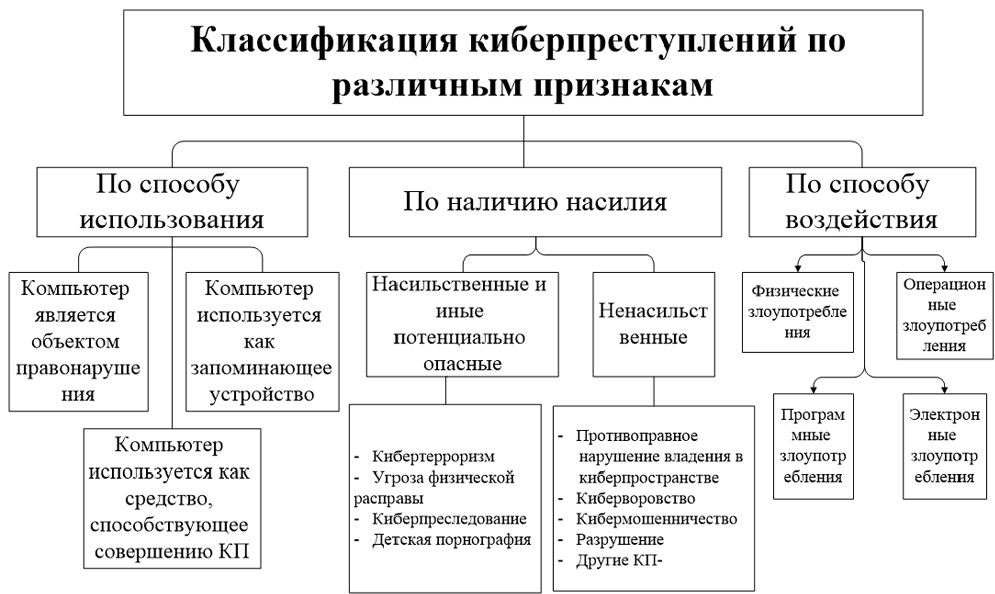 Классификация киберпреступлений по
различным признакам
По способу
использования
По наличию насилия
По способу
воздействия
Компьютер
является
объектом
правонаруше
ния
Компьютер
используется
как
запоминающее
устройство
Компьютер
используется как
средство,
способствующее
совершению КП
Насильственные и
иные
потенциально
опасные
Ненасильст
венные
- Кибертерроризм
- Угроза физической
расправы
- Киберпреследование
- Детская порнография
- Противоправное
нарушение владения в
киберпространстве
- Киберворовство
- Кибермошенничество
- Разрушение
- Другие КП-
Физические
злоупотребле
ния
Операцион
ные
злоупотреб
ления
Програм
мные
злоупотр
ебления
Электрон
ные
злоупотр
ебления